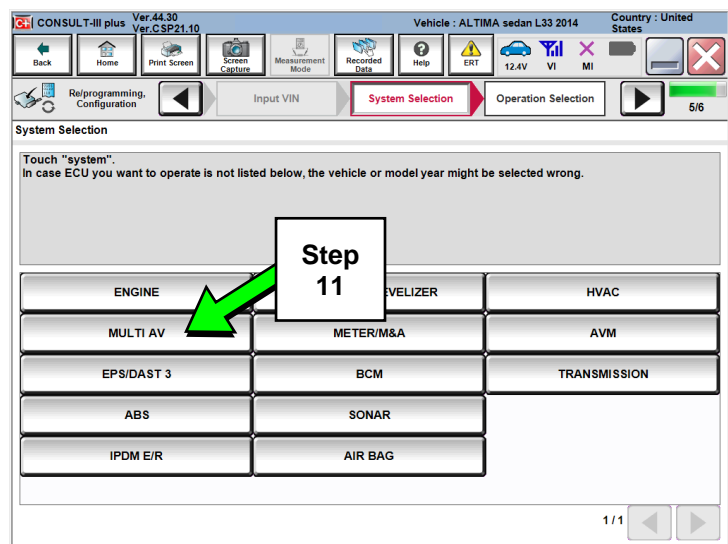 CONSULT-III plus
Ver.44.30
Ver.CSP21.10
Vehicle : ALTIMA sedan L33 2014
Country : United
States
Back
Home
Print Screen
Screen
Capture
Measurement
Mode
Recorded
Data
Help
ERT
12.4V
VI
MI
Re/programming,
Configuration
Input VIN
System Selection
Operation Selection
5/6
System Selection
Touch "system".
In case ECU you want to operate is not listed below, the vehicle or model year might be selected wrong.
Step
11
ENGINE
EVELIZER
HVAC
MULTI AV
METER/M&A
AVM
EPS/DAST 3
BCM
TRANSMISSION
ABS
SONAR
IPDM E/R
AIR BAG
1/1